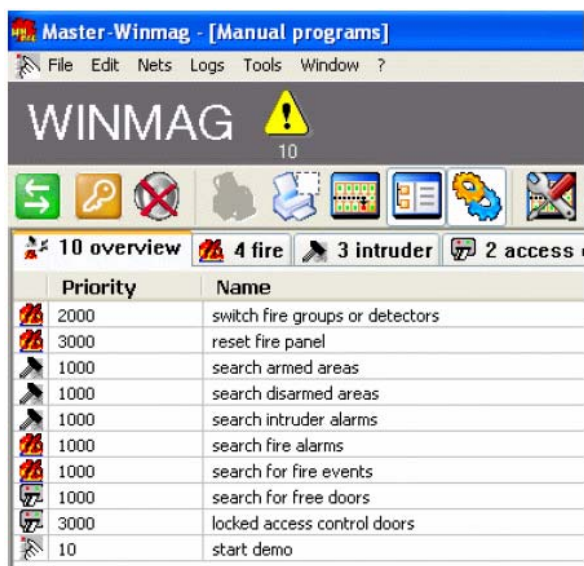 Master-Winmag - [Manual programs]
File Edit Nets Logs Tools Window ?
WINMAG
10
10 overview 4 fire 3 intruder 2 access
Priority Name
2000 switch fire groups or detectors
3000 reset fire panel
1000 search armed areas
1000 search disarmed areas
1000 search intruder alarms
1000 search fire alarms
1000 search for fire events
1000 search for free doors
3000 locked access control doors
10 start demo